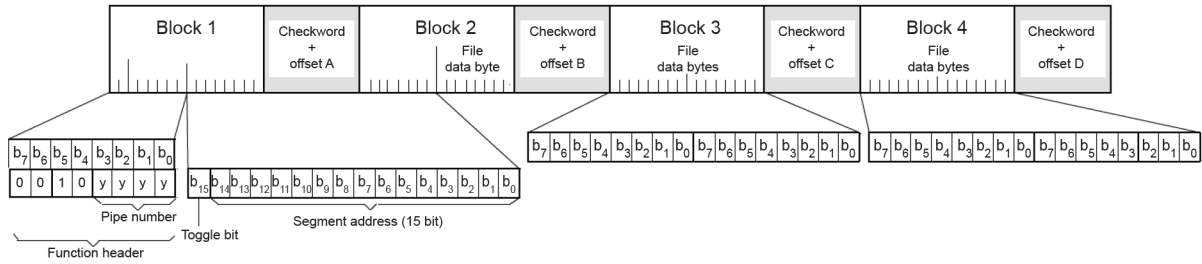 Block 1
Checkword
+
offset A
Block 2
File
data byte
Checkword
+
offset B
Block 3
File
data bytes
Checkword
+
offset C
Block 4
File
data bytes
Checkword
+
offset D
b7 b6 b5 b4 b3 b2 b1 b0
0 0 1 0 y y y y
Pipe number
Function header
b15 b14 b13 b12 b11 b10 b9 b8 b7 b6 b5 b4 b3 b2 b1 b0
Toggle bit
Segment address (15 bit)
b7 b6 b5 b4 b3 b2 b1 b0 b7 b6 b5 b4 b3 b2 b1 b0
b7 b6 b5 b4 b3 b2 b1 b0 b7 b6 b5 b4 b3 b2 b1 b0